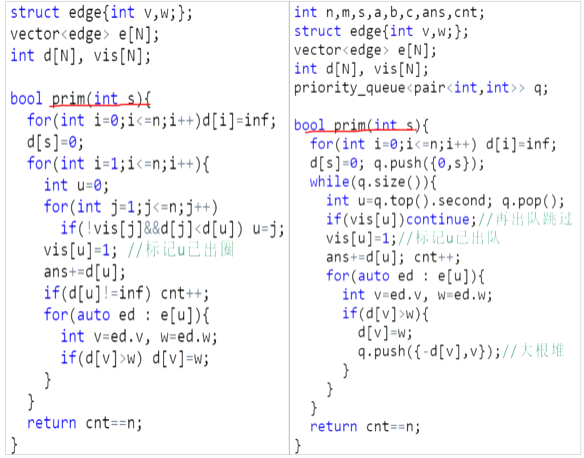 struct edge{int v,w;};
vector<edge> e[N];
int d[N], vis[N];
bool prim(int s){
for(int i=0;i<=n;i++)d[i]=inf;
d[s]=0;
for(int i=1;i<=n;i++){
int u=0;
for(int j=1;j<=n;j++)
if(!vis[j]&&d[j]<d[u]) u=j;
vis[u]=1; //标记u已出圈
ans+=d[u];
if(d[u]!=inf) cnt++;
for(auto ed : e[u]){
int v=ed.v, w=ed.w;
if(d[v]>w) d[v]=w;
}
}
return cnt==n;
}
int n,m,s,a,b,c,ans,cnt;
struct edge{int v,w;};
vector<edge> e[N];
int d[N], vis[N];
priority_queue<pair<int,int>> q;
bool prim(int s){
for(int i=0;i<=n;i++) d[i]=inf;
d[s]=0; q.push({0,s});
while(q.size()){
int u=q.top().second; q.pop();
if(vis[u])continue;//再出队跳过
vis[u]=1;//标记u已出队
ans+=d[u]; cnt++;
for(auto ed : e[u]){
int v=ed.v, w=ed.w;
if(d[v]>w){
d[v]=w;
q.push({-d[v],v});//大根堆
}
}
}
return cnt==n;
}